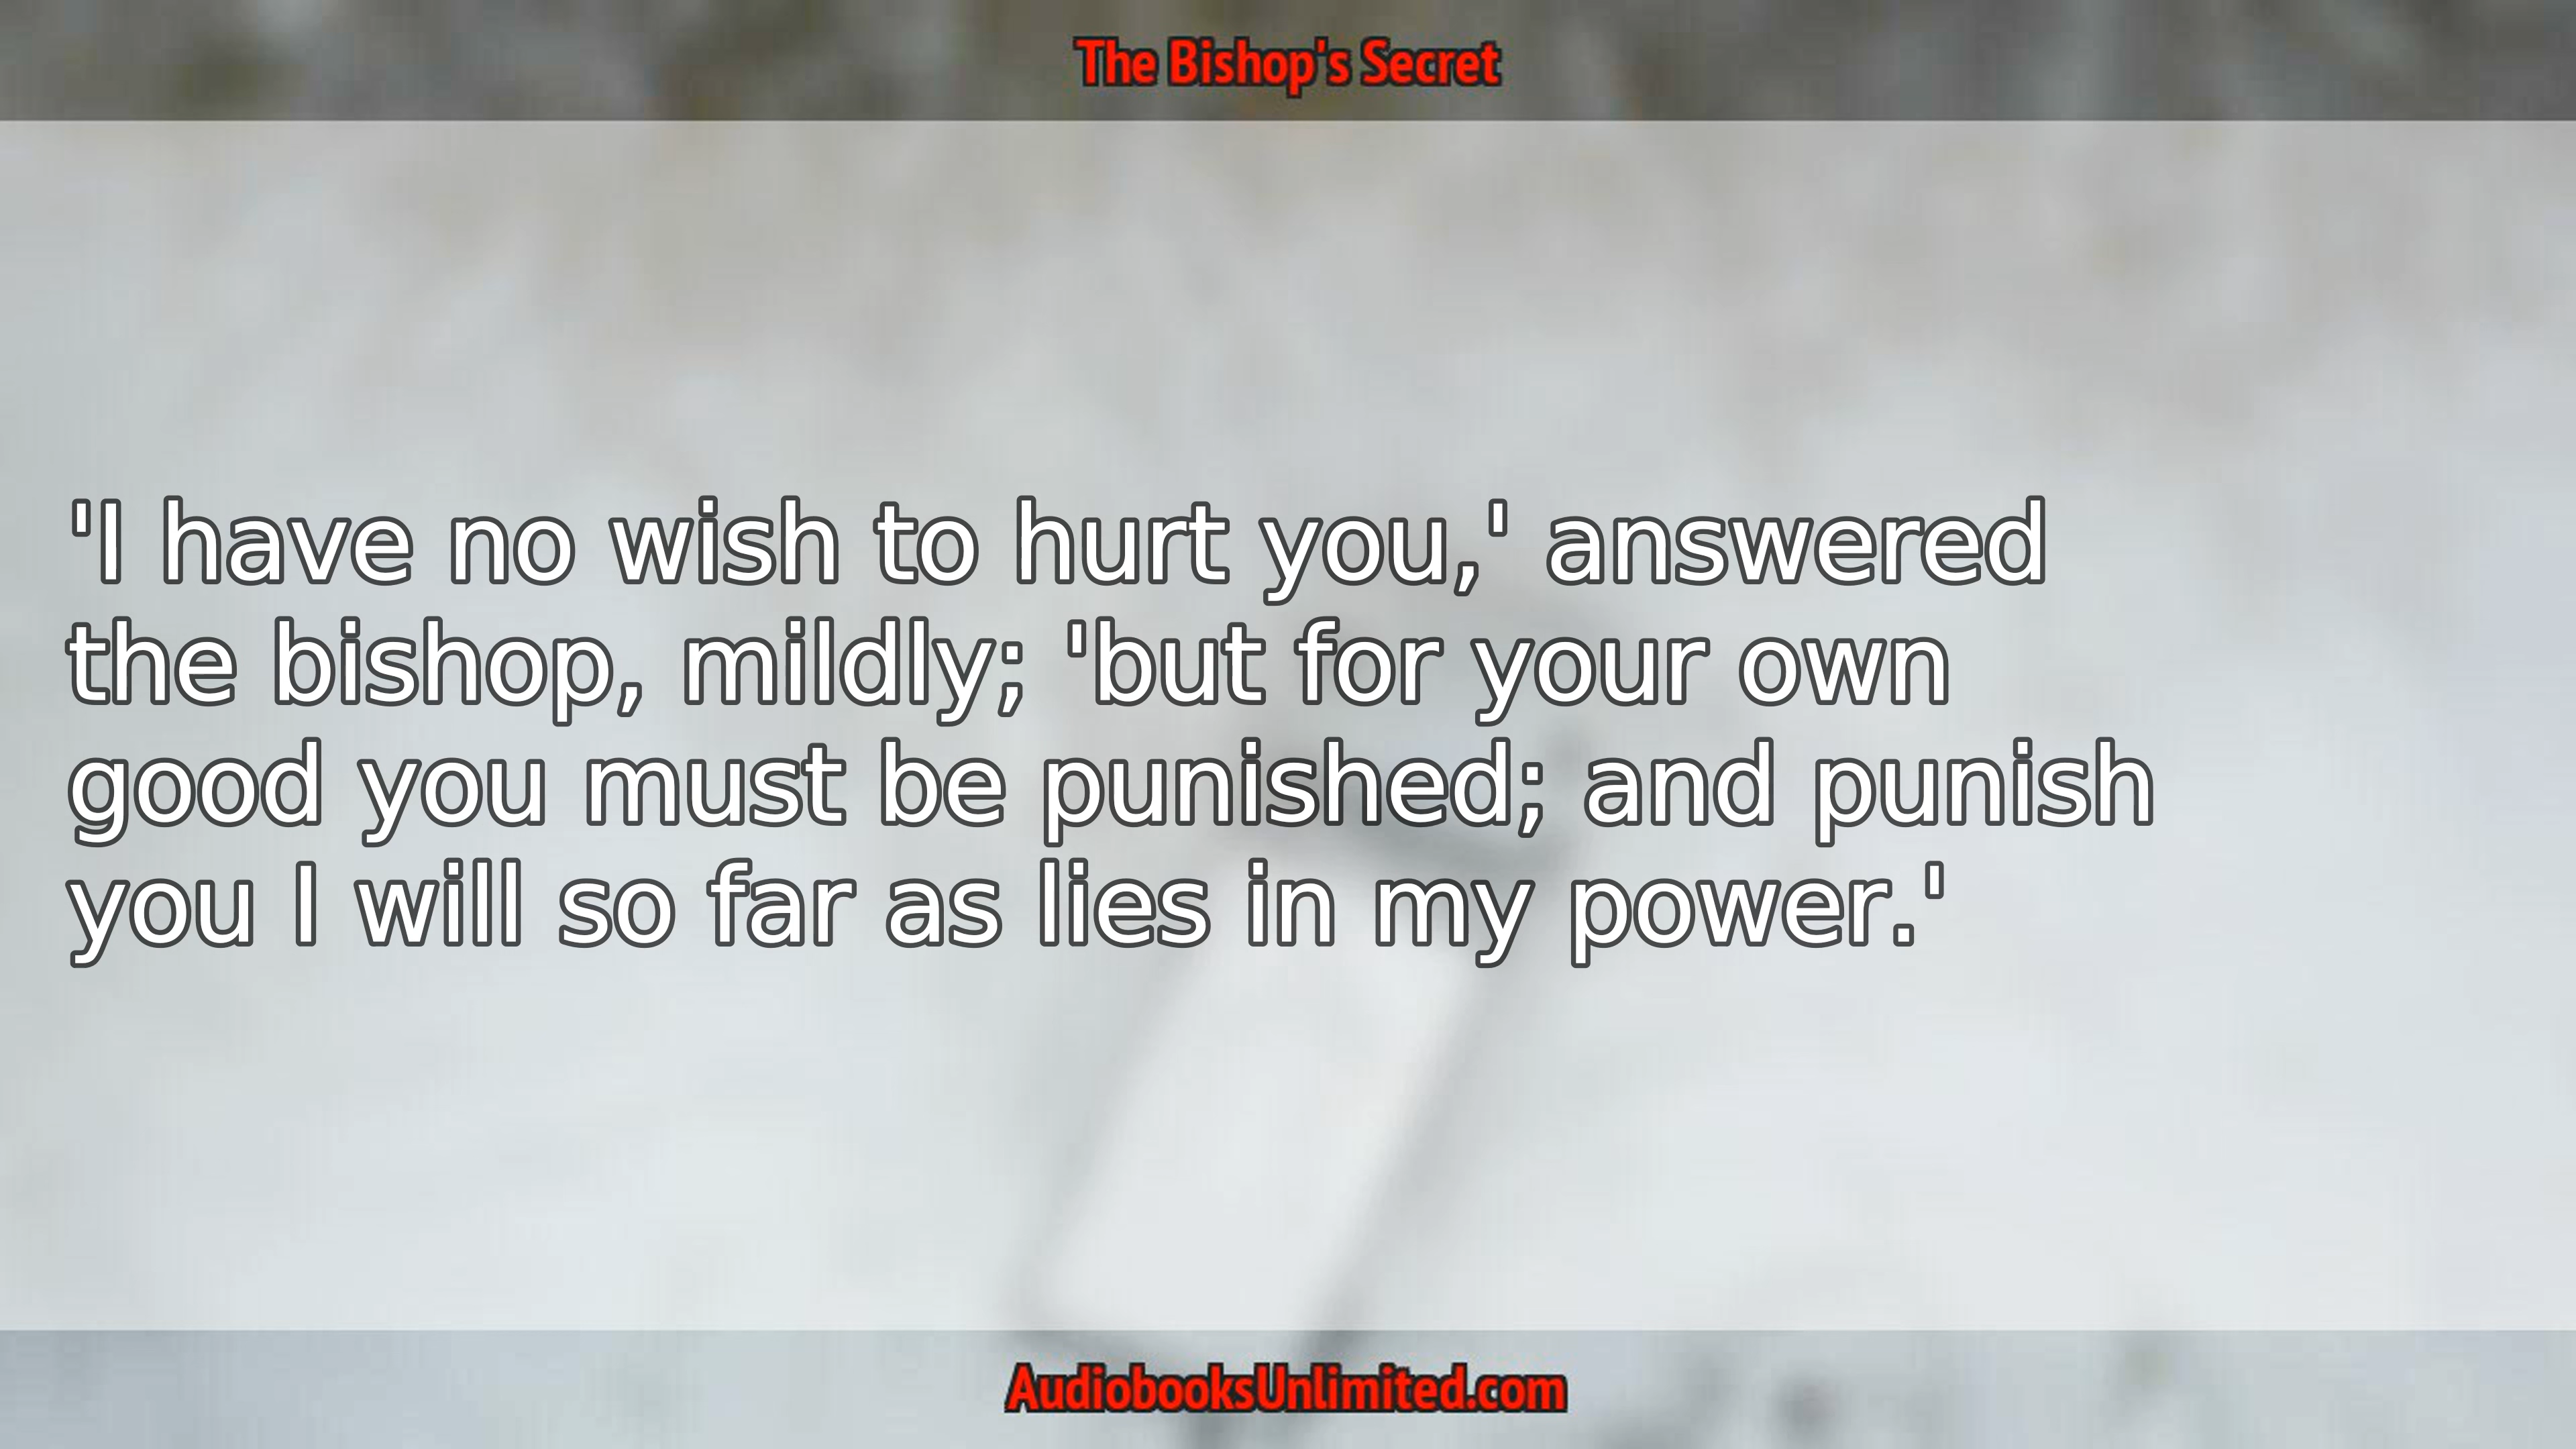 The Bishop's Secret
'I have no wish to hurt you,' answered
the bishop, mildly; 'but for your own
good you must be punished; and punish
you I will so far as lies in my power.'
AudiobooksUnlimited.com